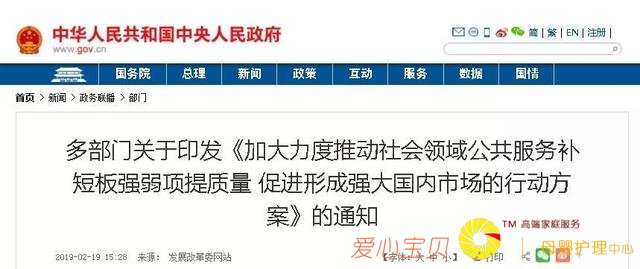 中华人民共和国中央人民政府
www.gov.cn
简 | 繁 | EN | 注册 |
国务院 总理 新闻 政策 互动 服务 数据 国情
首页 > 新闻 > 政务联播 > 部门
多部门关于印发《加大力度推动社会领域公共服务补
短板强弱项提质量 促进形成强大国内市场的行动方
案》的通知
TM 高端家庭服务
爱心宝贝 母婴护理中心
2019-02-19 15:28 来源: 发展改革委网站 【字体: 大 中 小】 打印